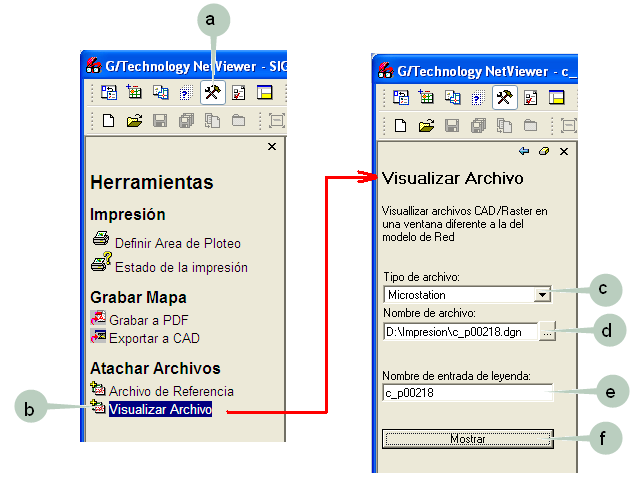 a
G/Technology NetViewer - SIG
Herramientas
Impresión
Definir Area de Ploteo
Estado de la impresión
Grabar Mapa
Grabar a PDF
Exportar a CAD
Atachar Archivos
Archivo de Referencia
b
Visualizar Archivo
G/Technology NetViewer - c_
Visualizar Archivo
Visuallizar archivos CAD/Raster en
una ventana diferente a la del
modelo de Red
Tipo de archivo:
Microstation
c
Nombre de archivo:
D:\Impresion\c_p00218.dgn
...
d
Nombre de entrada de leyenda:
c_p00218
e
Mostrar
f